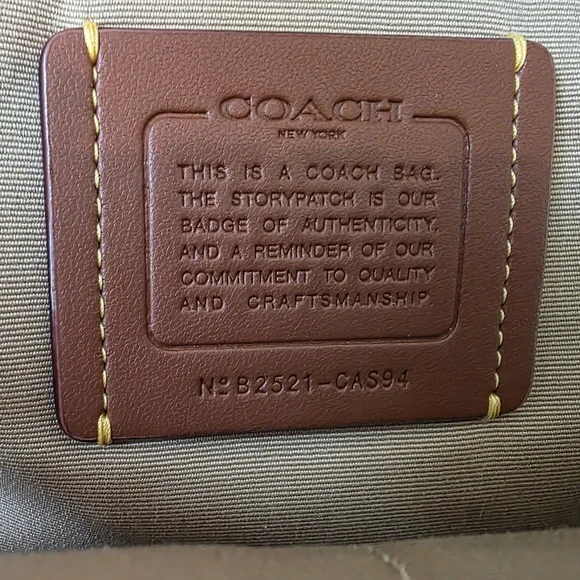 COACH
NEW YORK
THIS IS A COACH BAG.
THE STORYPATCH IS OUR
BADGE OF AUTHENTICITY,
AND A REMINDER OF OUR
COMMITMENT TO QUALITY
AND CRAFTSMANSHIP.
Nº B2521-CAS94